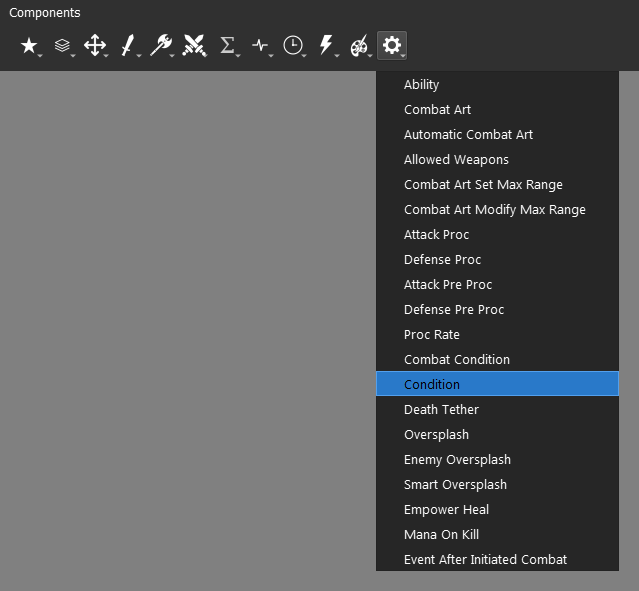 Components
Ability
Combat Art
Automatic Combat Art
Allowed Weapons
Combat Art Set Max Range
Combat Art Modify Max Range
Attack Proc
Defense Proc
Attack Pre Proc
Defense Pre Proc
Proc Rate
Combat Condition
Condition
Death Tether
Oversplash
Enemy Oversplash
Smart Oversplash
Empower Heal
Mana On Kill
Event After Initiated Combat